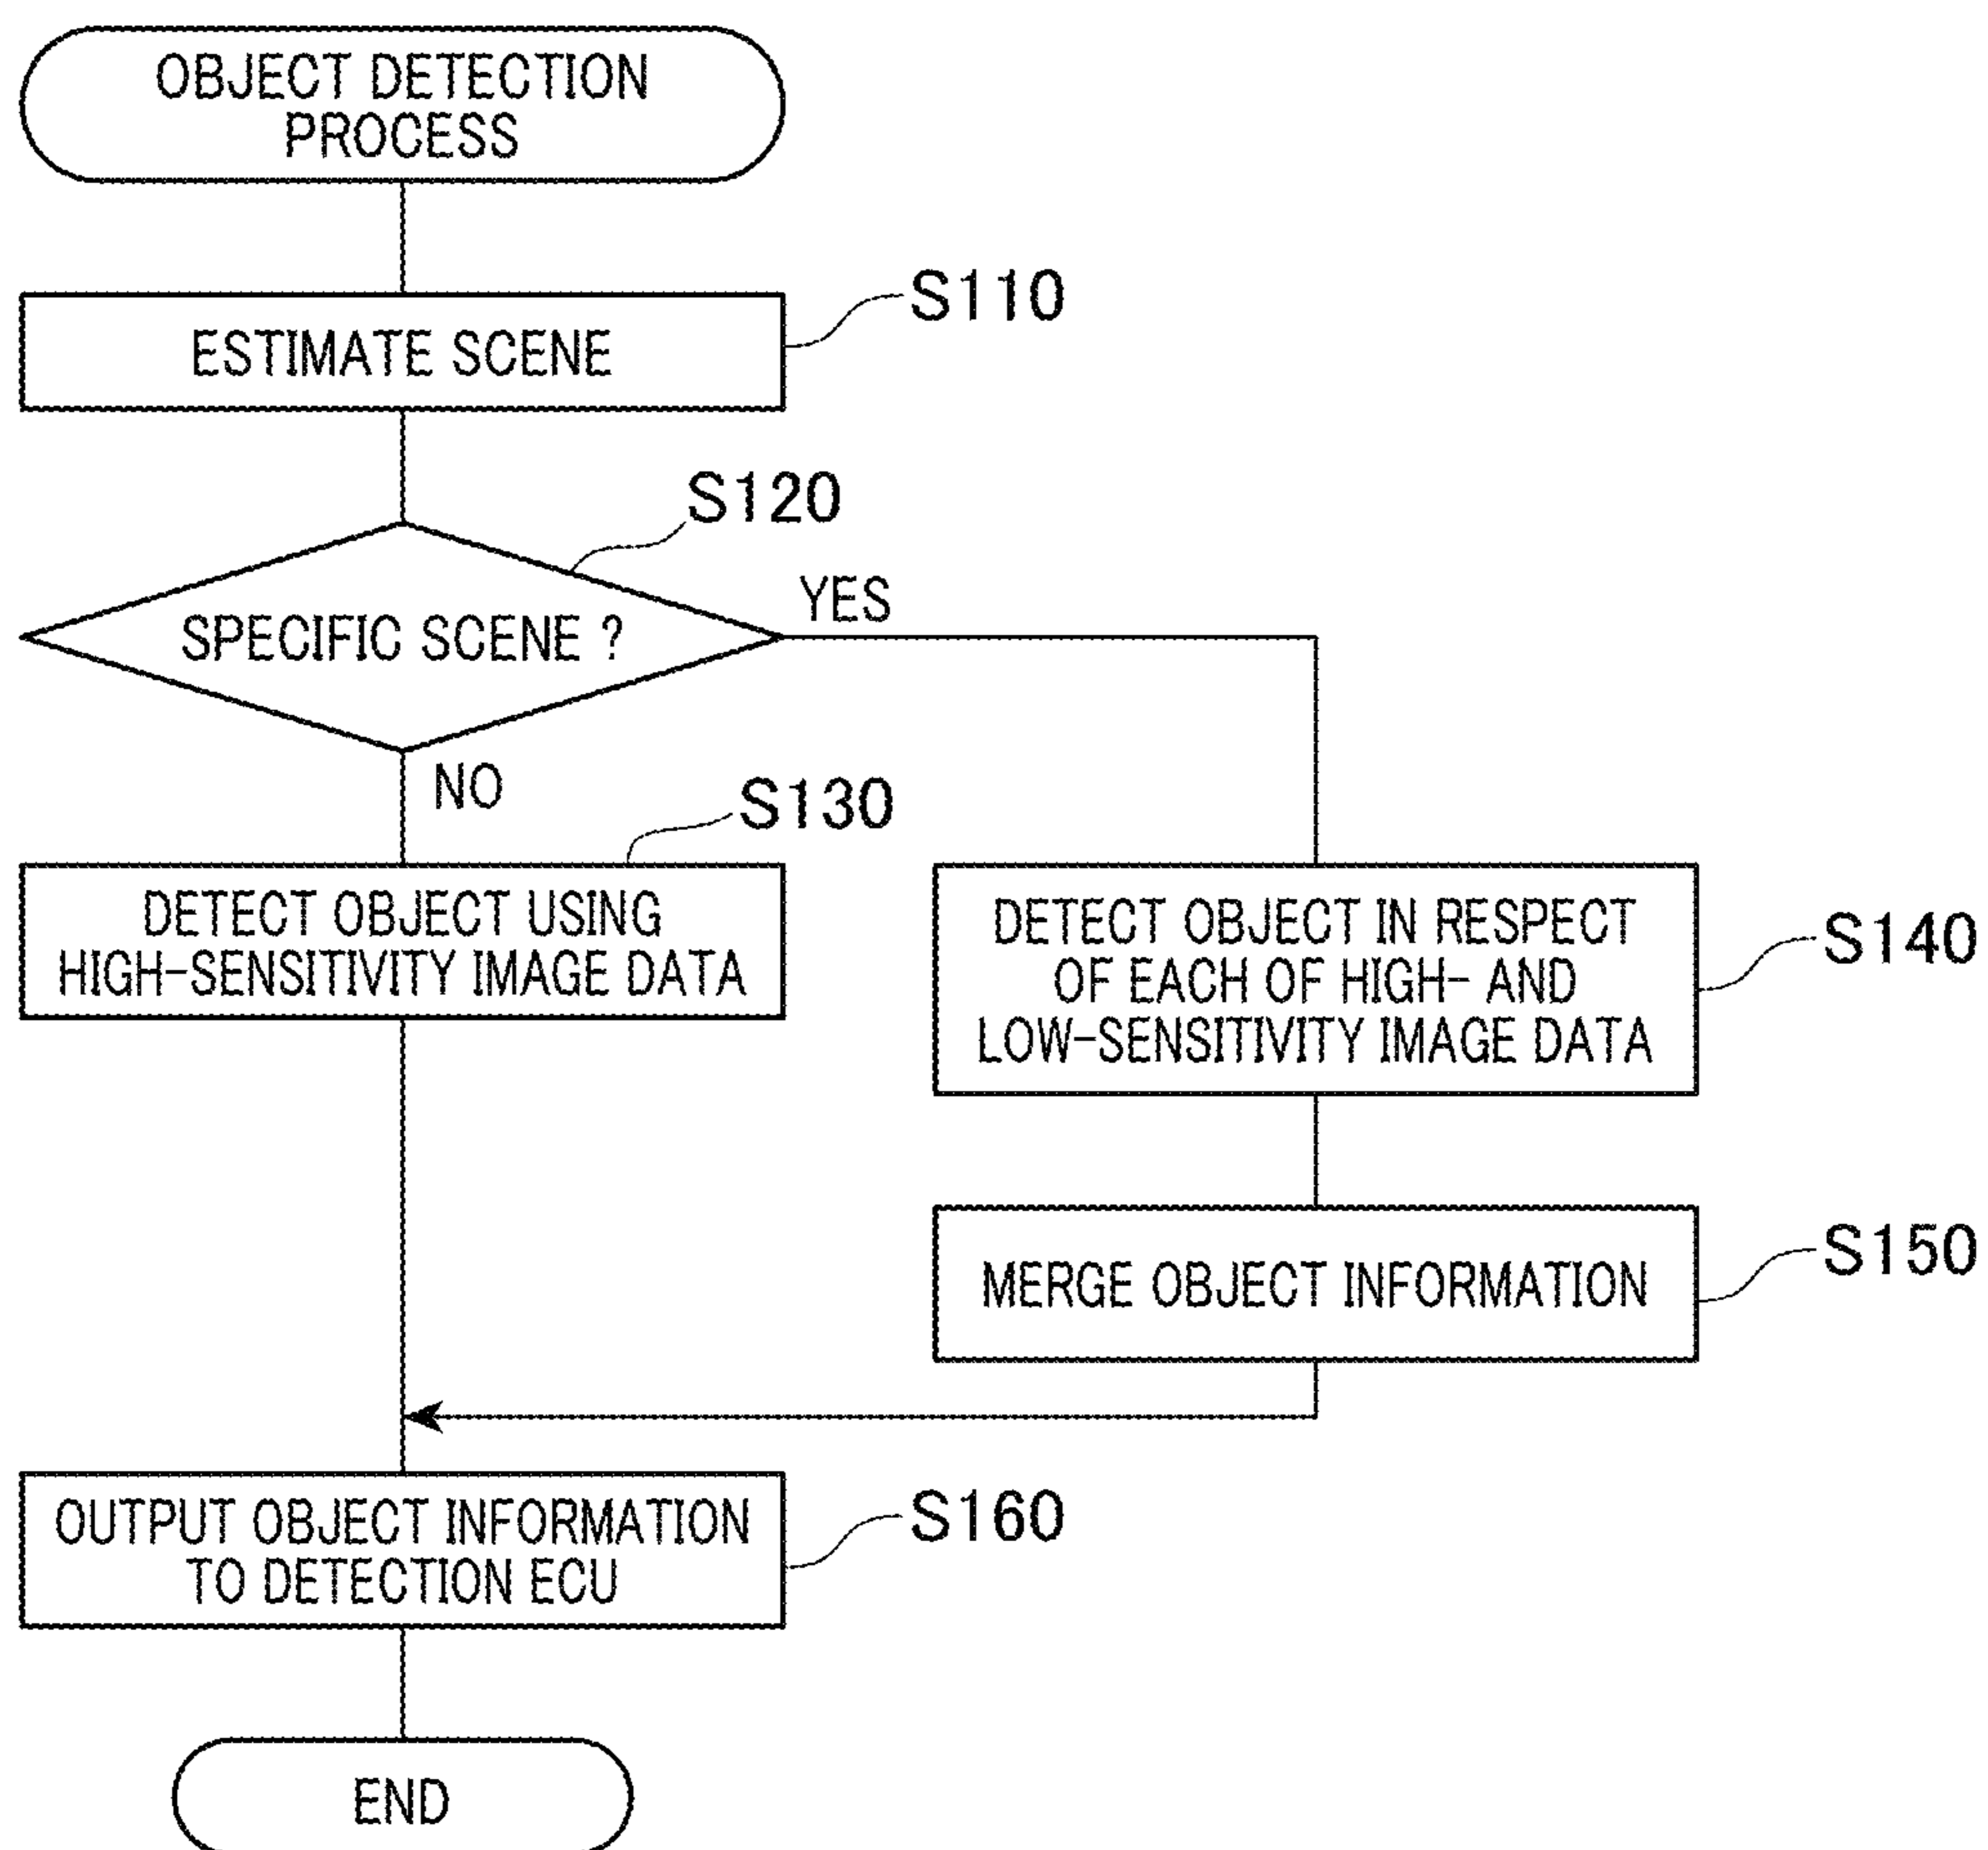 OBJECT DETECTION
PROCESS
S110
ESTIMATE SCENE
S120
SPECIFIC SCENE ?
YES
NO
S130
DETECT OBJECT USING
HIGH-SENSITIVITY IMAGE DATA
DETECT OBJECT IN RESPECT
OF EACH OF HIGH- AND
LOW-SENSITIVITY IMAGE DATA
S140
MERGE OBJECT INFORMATION
S150
OUTPUT OBJECT INFORMATION
TO DETECTION ECU
S160
END